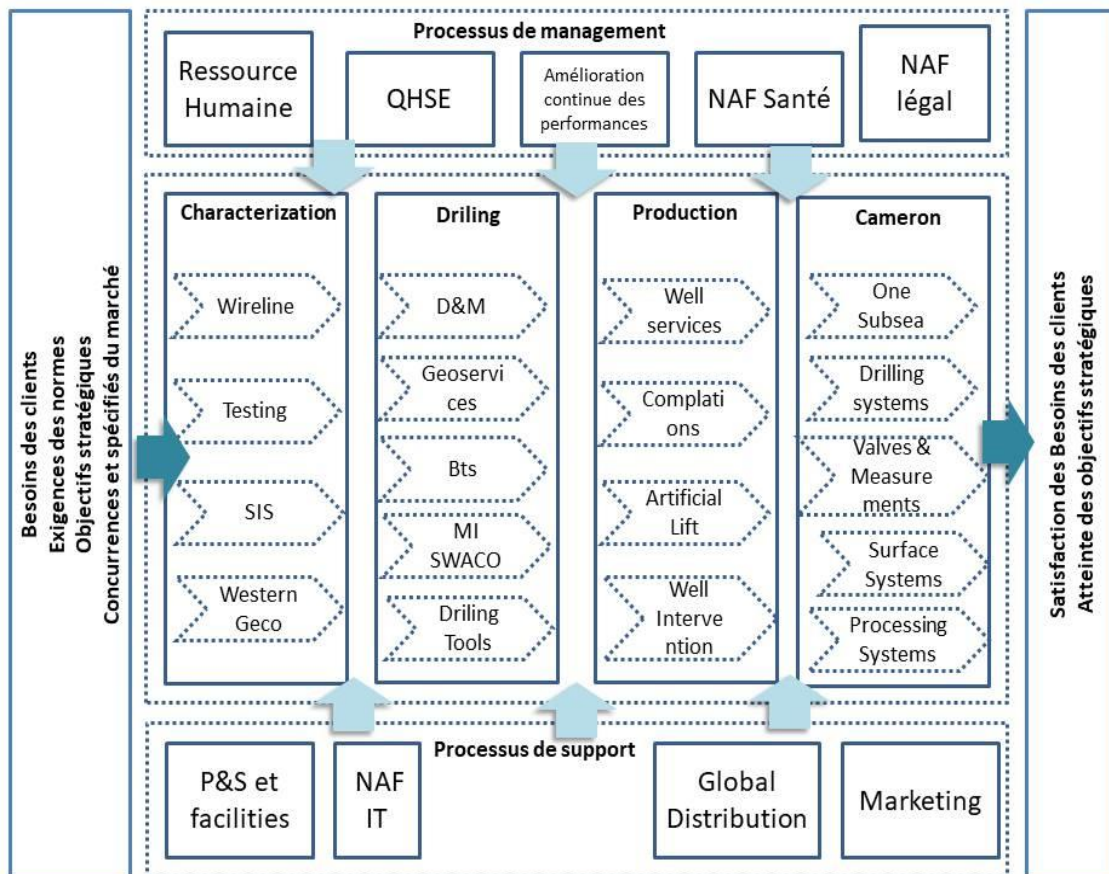 Processus de management
Ressource
Humaine
QHSE
Amélioration
continue des
performances
NAF Santé
NAF
légal
Besoins des clients
Exigences des normes
Objectifs stratégiques
Concurrences et spécifiés du marché
Characterization
Wireline
Testing
SIS
Western
Geco
Driling
D&M
Geoservi
ces
Bts
MI
SWACO
Driling
Tools
Production
Well
services
Complati
ons
Artificial
Lift
Well
Interve
ntion
Cameron
One
Subsea
Drilling
systems
Valves &
Measure
ments
Surface
Systems
Processing
Systems
Satisfaction des Besoins des clients
Atteinte des objectifs stratégiques
Processus de support
P&S et
facilities
NAF
IT
Global
Distribution
Marketing